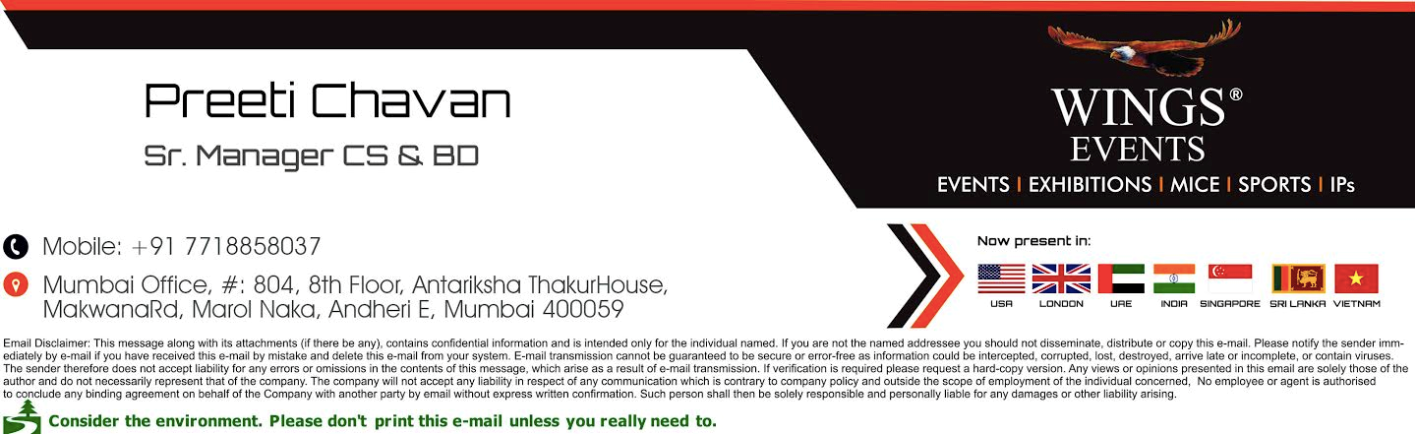 Preeti Chavan
Sr. Manager CS & BD
WINGS®
EVENTS
EVENTS | EXHIBITIONS | MICE | SPORTS | IPs
Mobile: +91 7718858037
Mumbai Office, #: 804, 8th Floor, Antariksha ThakurHouse,
MakwanaRd, Marol Naka, Andheri E, Mumbai 400059
Now present in:
USA LONDON UAE INDIA SINGAPORE SRI LANKA VIETNAM
Email Disclaimer: This message along with its attachments (if there be any), contains confidential information and is intended only for the individual named. If you are not the named addressee you should not disseminate, distribute or copy this e-mail. Please notify the sender imm-
ediately by e-mail if you have received this e-mail by mistake and delete this e-mail from your system. E-mail transmission cannot be guaranteed to be secure or error-free as information could be intercepted, corrupted, lost, destroyed, arrive late or incomplete, or contain viruses.
The sender therefore does not accept liability for any errors or omissions in the contents of this message, which arise as a result of e-mail transmission. If verification is required please request a hard-copy version. Any views or opinions presented in this email are solely those of the
author and do not necessarily represent that of the company. The company will not accept any liability in respect of any communication which is contrary to company policy and outside the scope of employment of the individual concerned, No employee or agent is authorised
to conclude any binding agreement on behalf of the Company with another party by email without express written confirmation. Such person shall then be solely responsible and personally liable for any damages or other liability arising.
Consider the environment. Please don't print this e-mail unless you really need to.